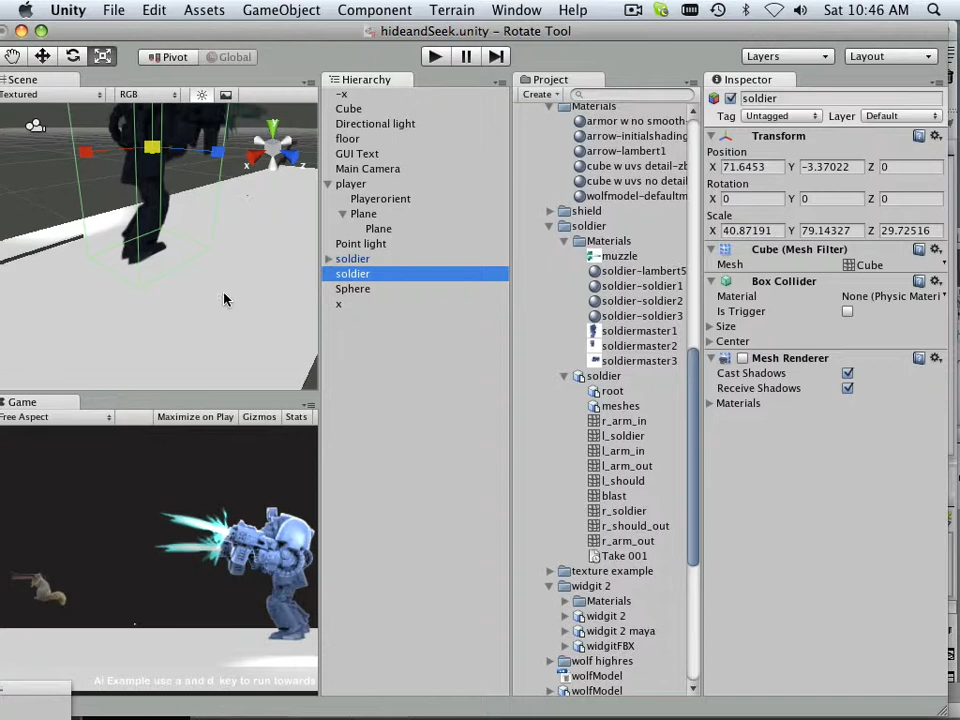 Unity File Edit Assets GameObject Component Terrain Window Help Sat 10:46 AM
hideandSeek.unity - Rotate Tool
Pivot Global Layers Layout
Scene Hierarchy Project Inspector
Textured RGB Create
-x
Cube
Directional light
floor
GUI Text
Main Camera
player
Playerorient
Plane
Plane
Point light
soldier
soldier
Sphere
x
Game
Free Aspect Maximize on Play Gizmos Stats
Ai Example use a and d key to run towards
Materials
armor w no smooth
arrow-initialshading
arrow-lambert1
cube w uvs detail-zb
cube w uvs no detail
wolfmodel-defaultm
shield
soldier
Materials
muzzle
soldier-lambert5
soldier-soldier1
soldier-soldier2
soldier-soldier3
soldiermaster1
soldiermaster2
soldiermaster3
soldier
root
meshes
r_arm_in
l_soldier
l_arm_in
l_arm_out
l_should
blast
r_soldier
r_should_out
r_arm_out
Take 001
texture example
widgit 2
Materials
widgit 2
widgit 2 maya
widgitFBX
wolf highres
wolfModel
wolfModel
soldier
Tag Untagged Layer Default
Transform
Position
X 71.6453 Y -3.37022 Z 0
Rotation
X 0 Y 0 Z 0
Scale
X 40.87191 Y 79.14327 Z 29.72516
Cube (Mesh Filter)
Mesh Cube
Box Collider
Material None (Physic Materi
Is Trigger
Size
Center
Mesh Renderer
Cast Shadows
Receive Shadows
Materials